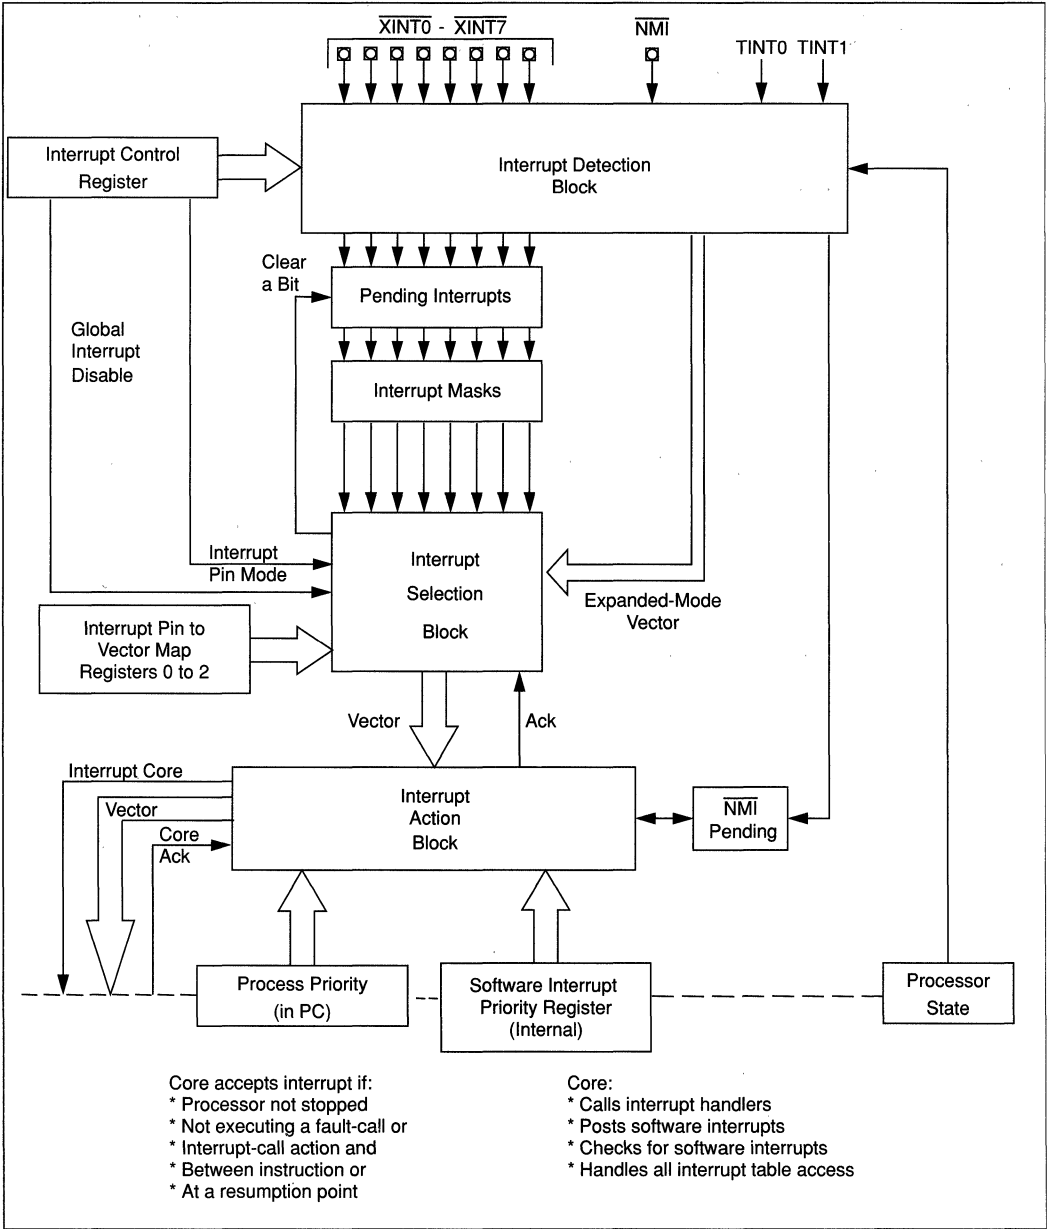 XINT0 - XINT7
NMI
TINT0 TINT1
Interrupt Control
Register
Interrupt Detection
Block
Clear
a Bit
Pending Interrupts
Global
Interrupt
Disable
Interrupt Masks
Interrupt
Pin Mode
Interrupt
Selection
Block
Expanded-Mode
Vector
Interrupt Pin to
Vector Map
Registers 0 to 2
Vector
Ack
Interrupt Core
Vector
Core
Ack
Interrupt
Action
Block
NMI
Pending
Process Priority
(in PC)
Software Interrupt
Priority Register
(Internal)
Processor
State
Core accepts interrupt if:
* Processor not stopped
* Not executing a fault-call or
* Interrupt-call action and
* Between instruction or
* At a resumption point
Core:
* Calls interrupt handlers
* Posts software interrupts
* Checks for software interrupts
* Handles all interrupt table access